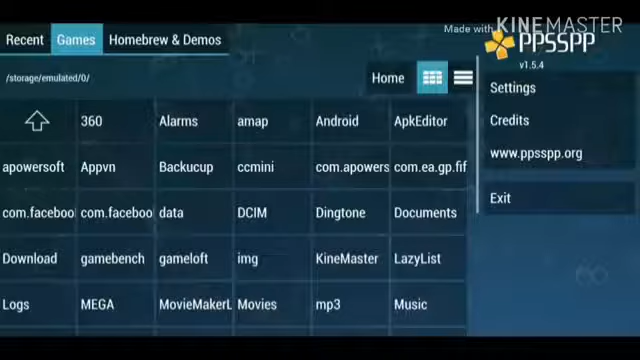 Made with KINEMASTER
Recent Games Homebrew & Demos
PPSSPP
v1.5.4
/storage/emulated/0/
Home
Settings
Credits
www.ppsspp.org
Exit
360 Alarms amap Android ApkEditor
apowersoft Appvn Backucup ccmini com.apowers com.ea.gp.fif
com.faceboo com.faceboo data DCIM Dingtone Documents
Download gamebench gameloft img KineMaster LazyList
Logs MEGA MovieMakerL Movies mp3 Music